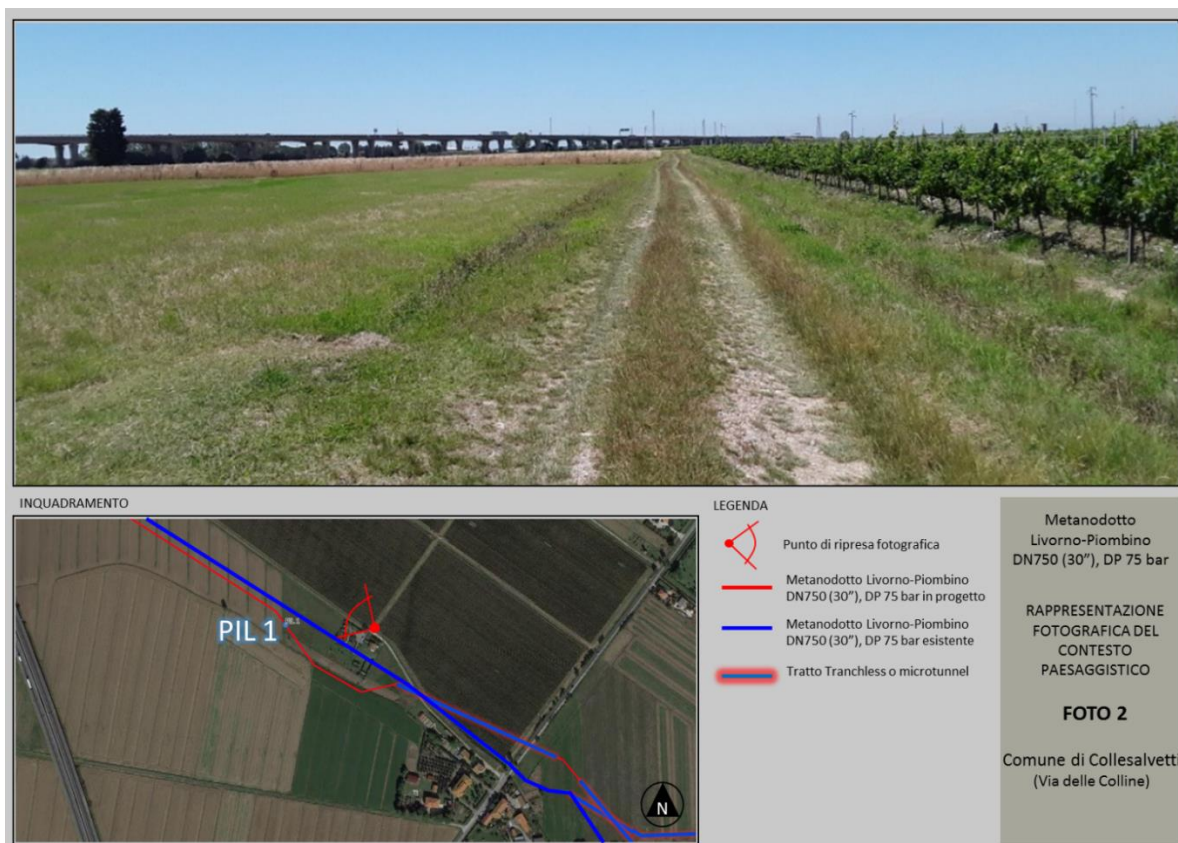 INQUADRAMENTO
PIL 1
N
LEGENDA
Punto di ripresa fotografica
Metanodotto Livorno-Piombino
DN750 (30”), DP 75 bar in progetto
Metanodotto Livorno-Piombino
DN750 (30”), DP 75 bar esistente
Tratto Tranchless o microtunnel
Metanodotto
Livorno-Piombino
DN750 (30”), DP 75 bar
RAPPRESENTAZIONE
FOTOGRAFICA DEL
CONTESTO
PAESAGGISTICO
FOTO 2
Comune di Collesalvetti
(Via delle Colline)